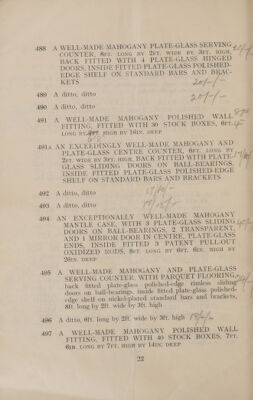 488 A WELL-MADE MAHOGANY PLATE-GLASS SERVING
COUNTER, 8FT. LONG BY 2FT. WIDE BY 3FT. HIGH,
BACK FITTED WITH 4 PLATE-GLASS HINGED
DOORS, INSIDE FITTED PLATE-GLASS POLISHED-
EDGE SHELF ON STANDARD BARS AND BRAC-
KETS
489 A ditto, ditto
490 A ditto, ditto
491 A WELL-MADE MAHOGANY POLISHED WALL
FITTING, FITTED WITH 30 STOCK BOXES, 6FT.
LONG BY HIGH BY 16IN. DEEP
491A AN EXCEEDINGLY WELL-MADE MAHOGANY AND
PLATE-GLASS CENTRE COUNTER, 6FT. LONG BY
2FT. WIDE BY 3FT. HIGH, BACK FITTED WITH PLATE-
GLASS SLIDING DOORS ON BALL-BEARINGS,
INSIDE FITTED PLATE-GLASS POLISHED-EDGE
SHELF ON STANDARD BARS AND BRACKETS
492 A ditto, ditto
493 A ditto, ditto
494 AN EXCEPTIONALLY WELL-MADE MAHOGANY
MANTLE CASE, WITH 3 PLATE-GLASS SLIDING
DOORS ON BALL-BEARINGS, 2 TRANSPARENT,
AND 1 MIRROR DOOR IN CENTRE, PLATE-GLASS
ENDS, INSIDE FITTED 3 PATENT PULL-OUT
OXIDIZED RODS, 8FT. LONG BY 6FT. 6IN. HIGH BY
26IN. DEEP
495 A WELL-MADE MAHOGANY AND PLATE-GLASS
SERVING COUNTER, WITH PARQUET FLOORING,
back fitted plate-glass polished-edge rimless sliding
doors on ball-bearings, inside fitted plate-glass polished-
edge shelf on nickel-plated standard bars and brackets,
8ft. long by 2ft. wide by 3ft. high
496 A ditto, 6ft. long by 2ft. wide by 3ft. high
497 A WELL-MADE MAHOGANY POLISHED WALL
FITTING, FITTED WITH 40 STOCK BOXES, 7FT.
6IN. LONG BY 7FT. HIGH BY 14IN. DEEP
22